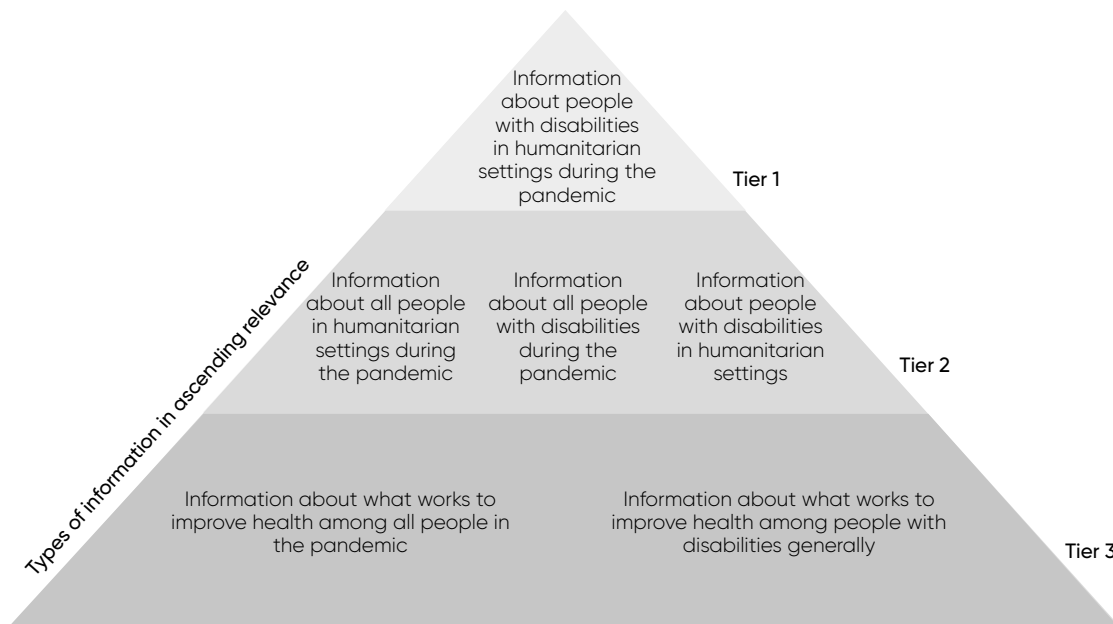 Information
about people
with disabilities
in humanitarian
settings during the
pandemic
Tier 1
Types of information in ascending relevance
Information
about all people
in humanitarian
settings during
the pandemic
Information
about all people
with disabilities
during the
pandemic
Information
about people
with disabilities
in humanitarian
settings
Tier 2
Information about what works to
improve health among all people in
the pandemic
Information about what works to
improve health among people with
disabilities generally
Tier 3